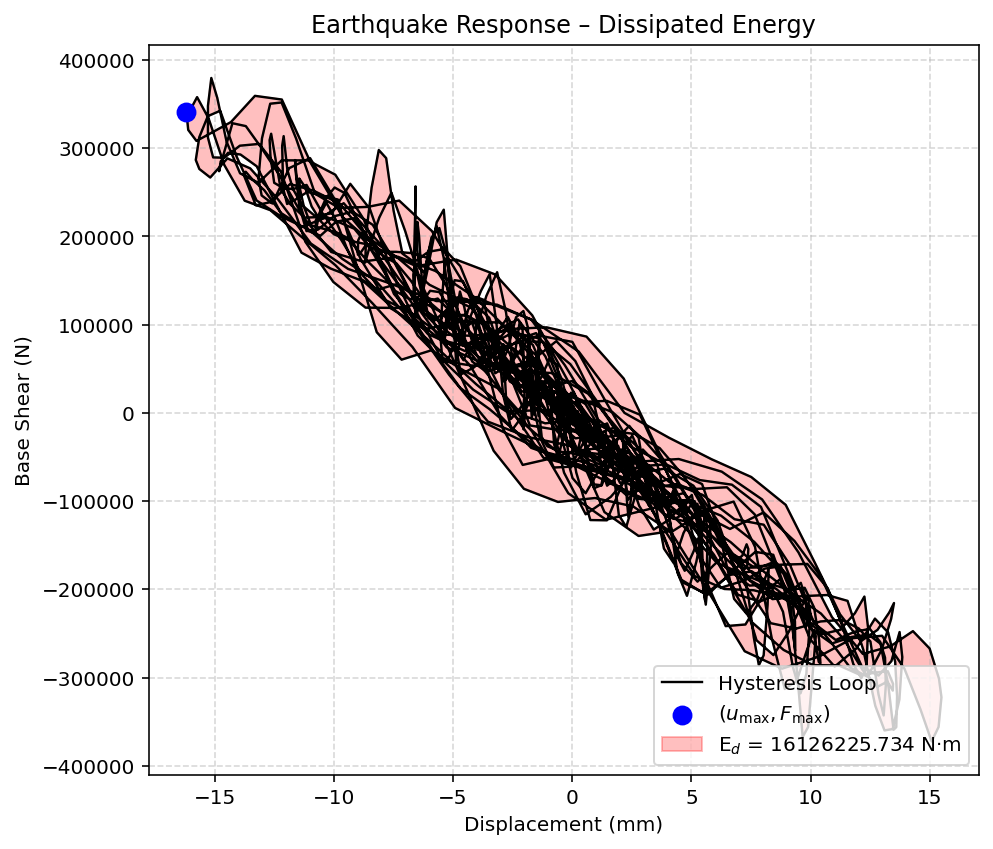 Earthquake Response – Dissipated Energy
400000
300000
200000
100000
0
−100000
−200000
−300000
−400000
Base Shear (N)
−15
−10
−5
0
5
10
15
Displacement (mm)
Hysteresis Loop
(u_max, F_max)
E_d = 16126225.734 N·m